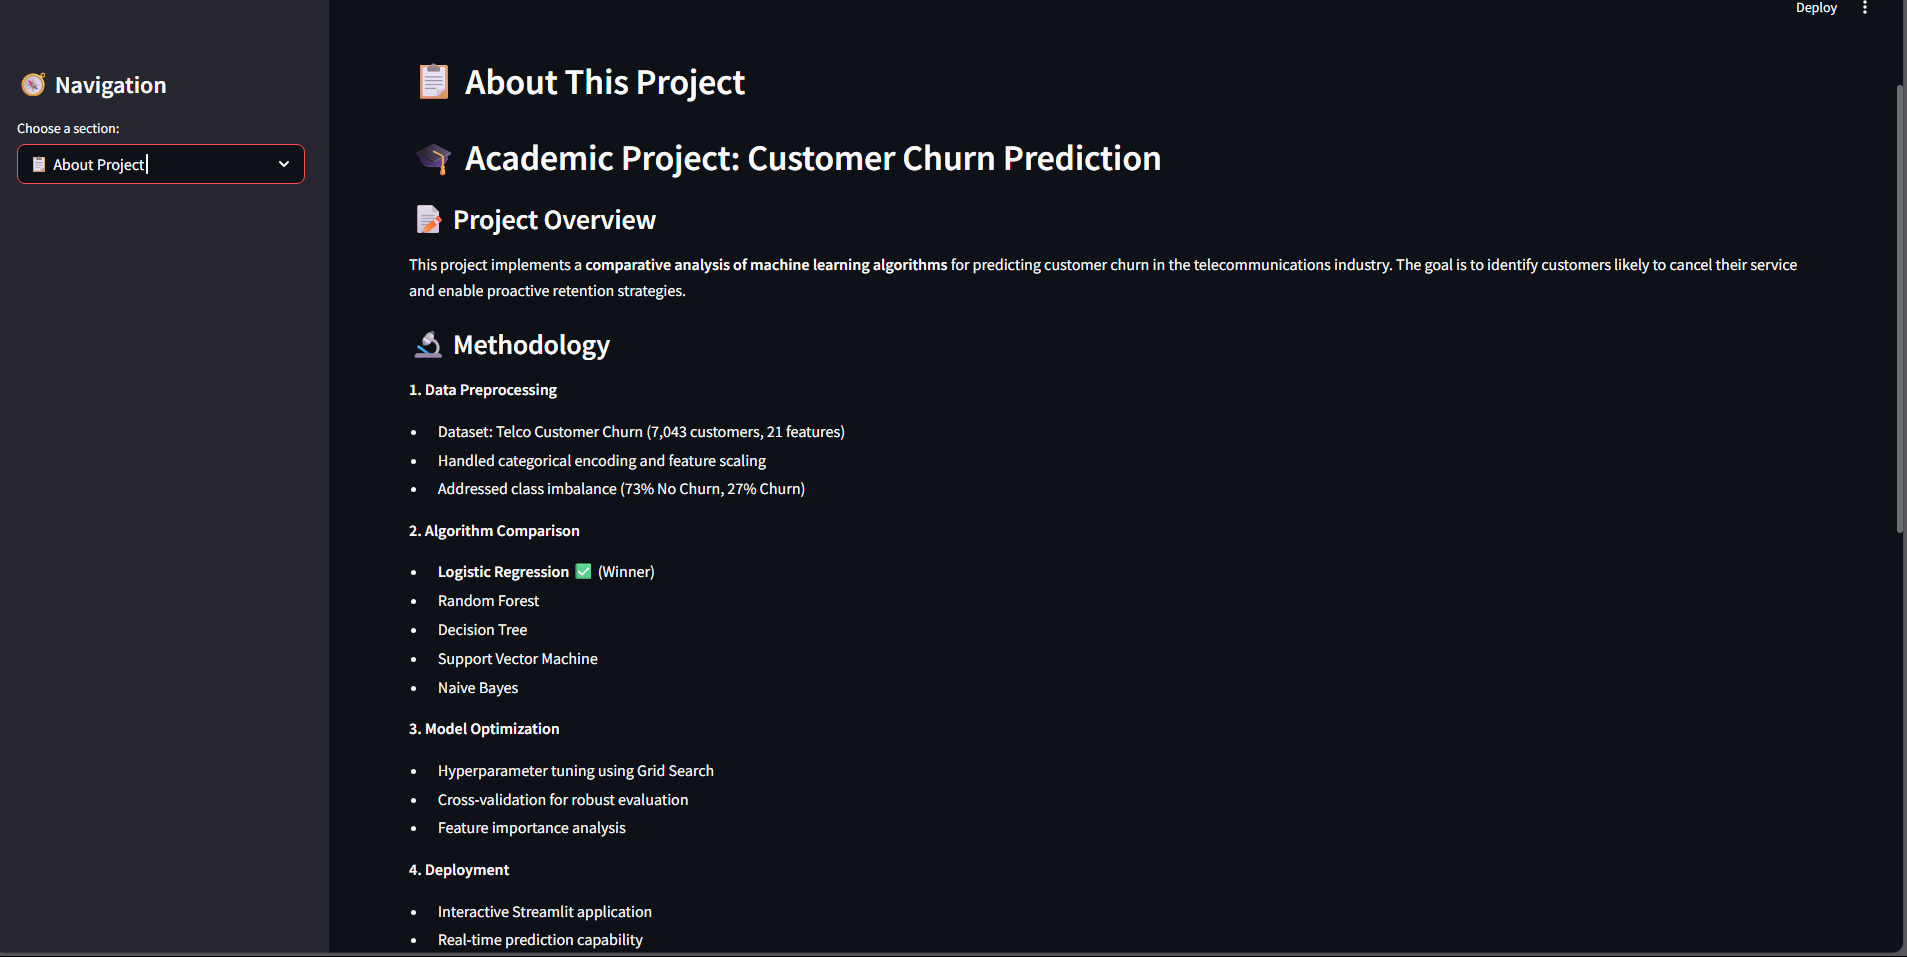 Deploy
Navigation
Choose a section:
About Project
About This Project
Academic Project: Customer Churn Prediction
Project Overview
This project implements a comparative analysis of machine learning algorithms for predicting customer churn in the telecommunications industry. The goal is to identify customers likely to cancel their service
and enable proactive retention strategies.
Methodology
1. Data Preprocessing
• Dataset: Telco Customer Churn (7,043 customers, 21 features)
• Handled categorical encoding and feature scaling
• Addressed class imbalance (73% No Churn, 27% Churn)
2. Algorithm Comparison
• Logistic Regression ✅ (Winner)
• Random Forest
• Decision Tree
• Support Vector Machine
• Naive Bayes
3. Model Optimization
• Hyperparameter tuning using Grid Search
• Cross-validation for robust evaluation
• Feature importance analysis
4. Deployment
• Interactive Streamlit application
• Real-time prediction capability